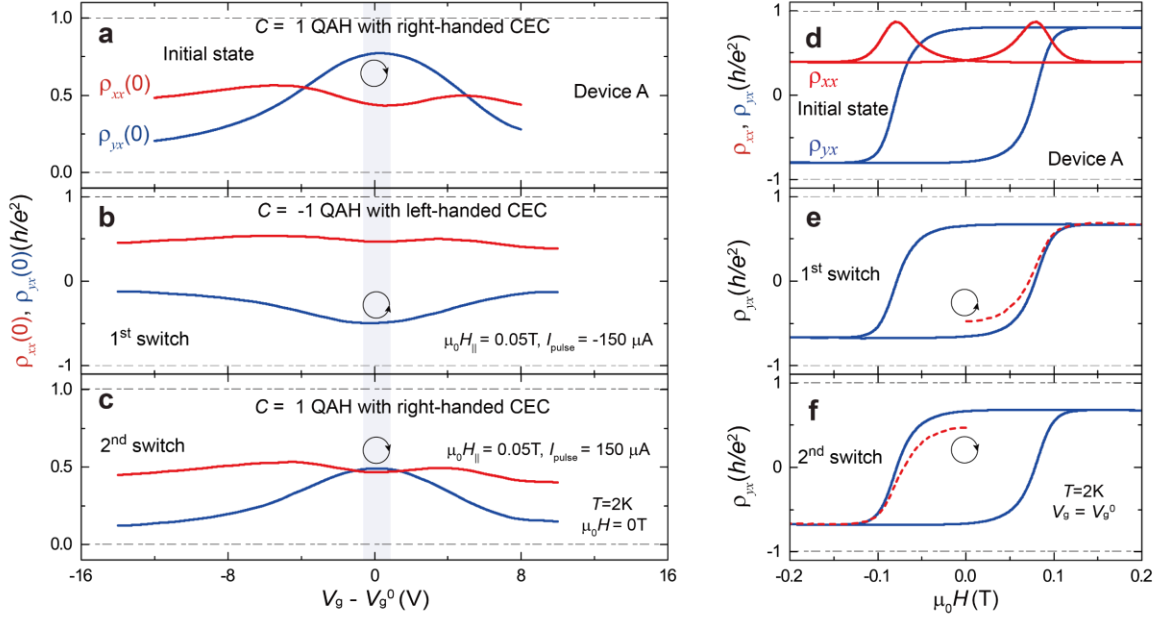 a
C = 1 QAH with right-handed CEC
Initial state
ρxx(0)
ρyx(0)
Device A
1.0
0.5
0.0
b
C = -1 QAH with left-handed CEC
1st switch
μ0H|| = 0.05T, Ipulse = -150 μA
1
0
-1
c
C = 1 QAH with right-handed CEC
2nd switch
μ0H|| = 0.05T, Ipulse = 150 μA
T=2K
μ0H = 0T
1.0
0.5
0.0
ρxx(0), ρyx(0)(h/e²)
-16
-8
0
8
16
Vg - Vg⁰ (V)
d
ρxx
Initial state
ρyx
Device A
ρxx, ρyx(h/e²)
1
0
-1
e
1st switch
ρyx(h/e²)
1
0
-1
f
2nd switch
T=2K
Vg = Vg⁰
ρyx(h/e²)
1
0
-1
-0.2
-0.1
0.0
0.1
0.2
μ0H (T)